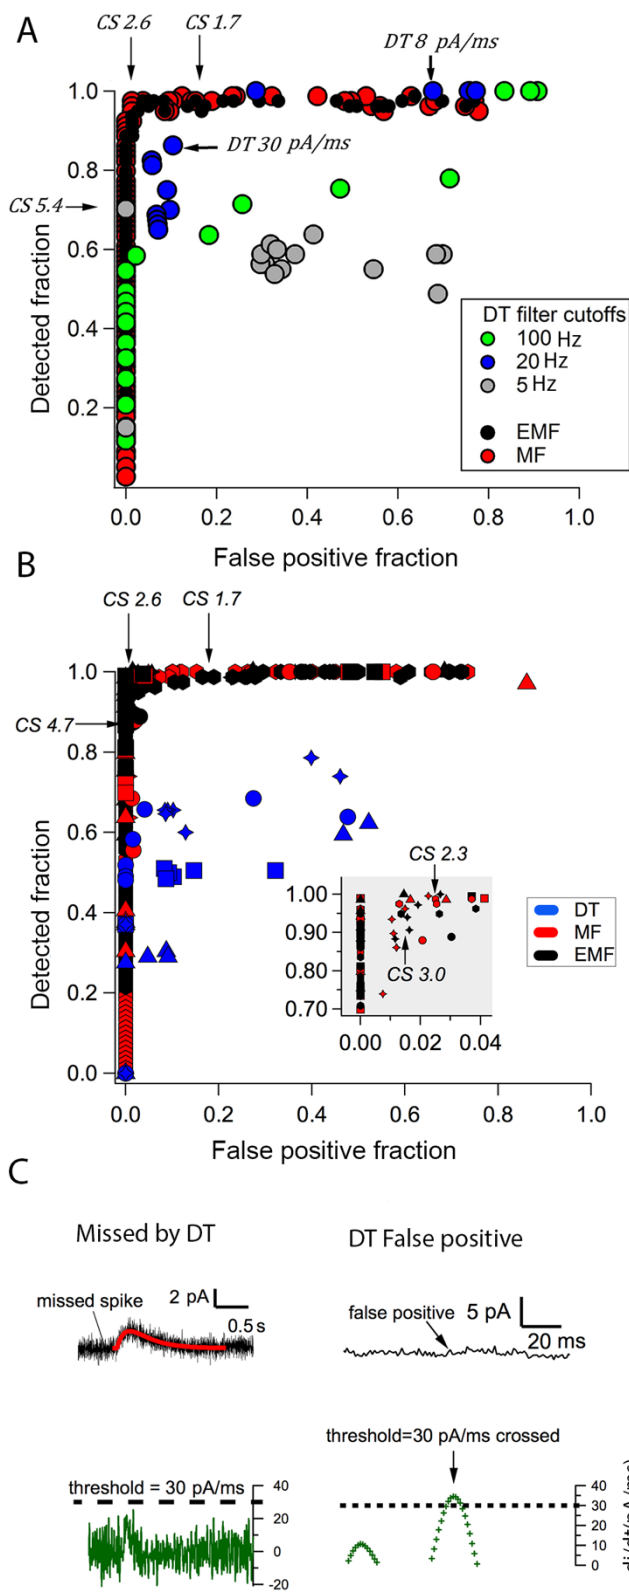 A
CS 2.6
CS 1.7
DT 8 pA/ms
1.0
0.8
0.6
0.4
0.2
DT 30 pA/ms
CS 5.4
Detected fraction
DT filter cutoffs
100 Hz
20 Hz
5 Hz
EMF
MF
0.0
0.2
0.4
0.6
0.8
1.0
False positive fraction
B
CS 2.6
CS 1.7
1.0
0.8
0.6
0.4
0.2
0.0
CS 4.7
Detected fraction
CS 2.3
1.00
0.90
0.80
0.70
CS 3.0
0.00
0.02
0.04
DT
MF
EMF
0.0
0.2
0.4
0.6
0.8
1.0
False positive fraction
C
Missed by DT
DT False positive
missed spike
2 pA
0.5 s
false positive
5 pA
20 ms
threshold = 30 pA/ms
40
20
0
-20
threshold=30 pA/ms crossed
40
30
20
10
0